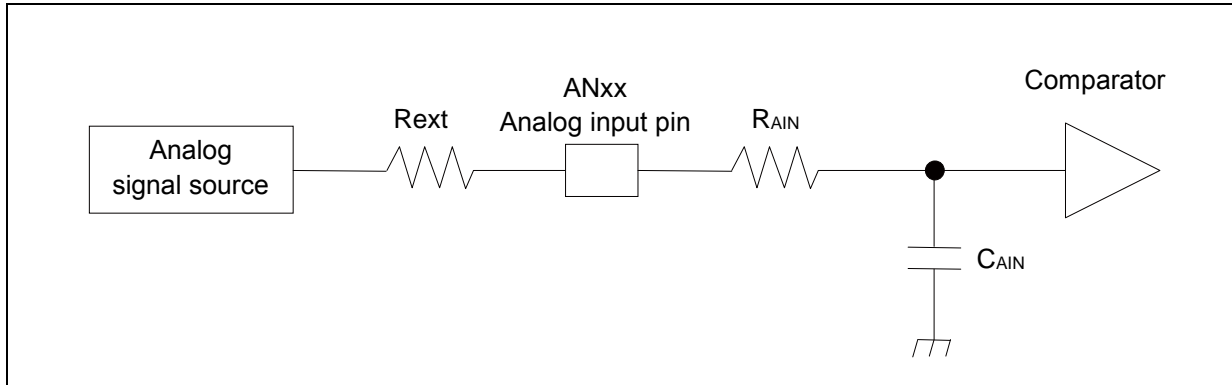 Analog
signal source
Rext
ANxx
Analog input pin
RAIN
CAIN
Comparator